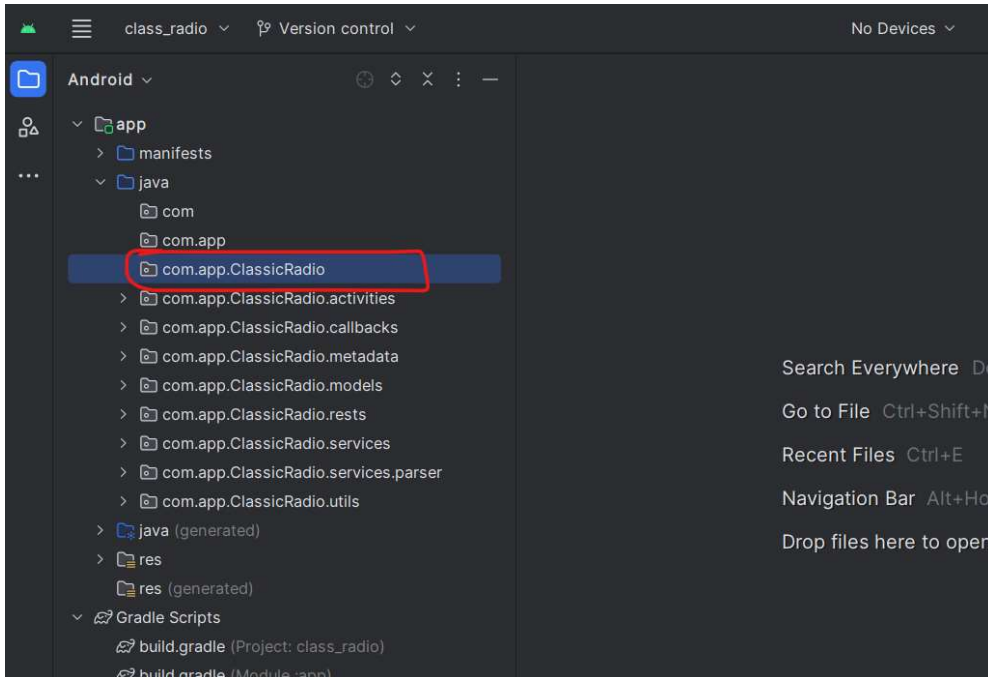 class_radio Version control No Devices
Android
app
manifests
java
com
com.app
com.app.ClassicRadio
com.app.ClassicRadio.activities
com.app.ClassicRadio.callbacks
com.app.ClassicRadio.metadata
com.app.ClassicRadio.models
com.app.ClassicRadio.rests
com.app.ClassicRadio.services
com.app.ClassicRadio.services.parser
com.app.ClassicRadio.utils
java (generated)
res
res (generated)
Gradle Scripts
build.gradle (Project: class_radio)
build.gradle (Module :app)
Search Everywhere
Go to File Ctrl+Shift+
Recent Files Ctrl+E
Navigation Bar Alt+Ho
Drop files here to open